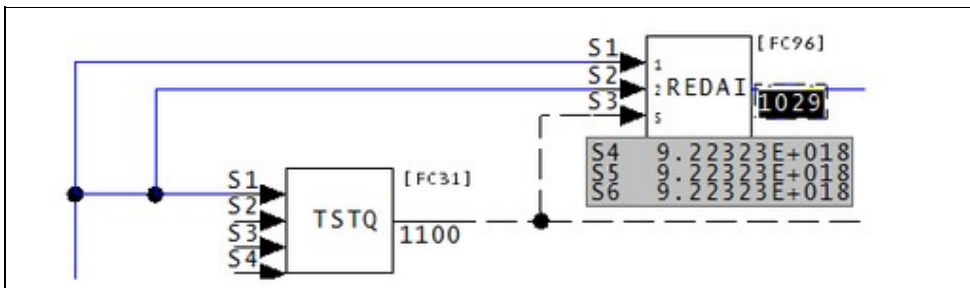 S1
[FC96]
1
S2
2
REDAI
S3
5
1029
S4 9.22323E+018
S5 9.22323E+018
S6 9.22323E+018
S1
[FC31]
S2
TSTQ
1100
S3
S4